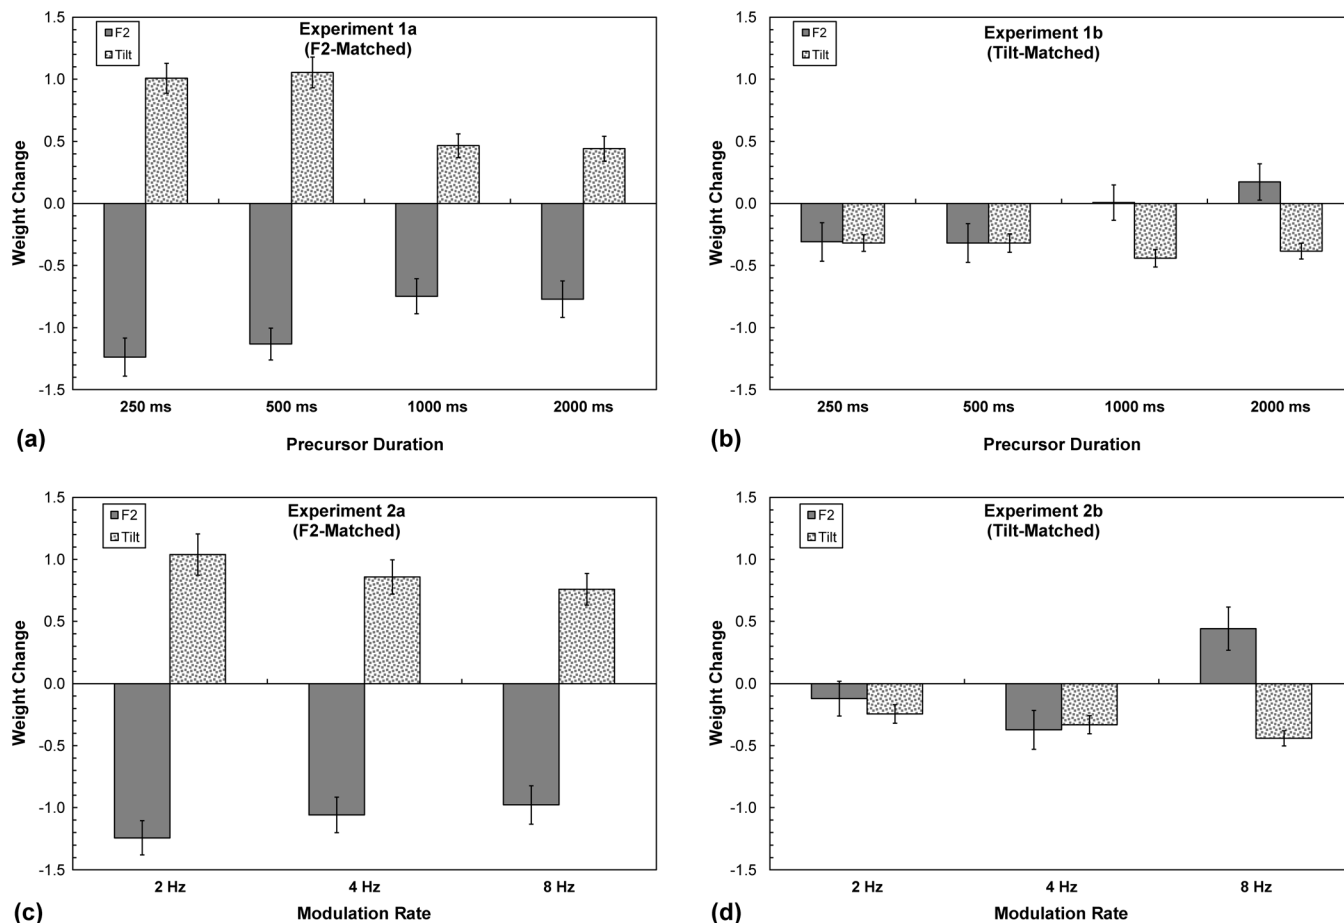 Experiment 1a
(F2-Matched)
F2
Tilt
Weight Change
1.5
1.0
0.5
0.0
-0.5
-1.0
-1.5
250 ms 500 ms 1000 ms 2000 ms
Precursor Duration
(a)
Experiment 1b
(Tilt-Matched)
F2
Tilt
Weight Change
1.5
1.0
0.5
0.0
-0.5
-1.0
-1.5
250 ms 500 ms 1000 ms 2000 ms
Precursor Duration
(b)
Experiment 2a
(F2-Matched)
F2
Tilt
Weight Change
1.5
1.0
0.5
0.0
-0.5
-1.0
-1.5
2 Hz 4 Hz 8 Hz
Modulation Rate
(c)
Experiment 2b
(Tilt-Matched)
F2
Tilt
Weight Change
1.5
1.0
0.5
0.0
-0.5
-1.0
-1.5
2 Hz 4 Hz 8 Hz
Modulation Rate
(d)